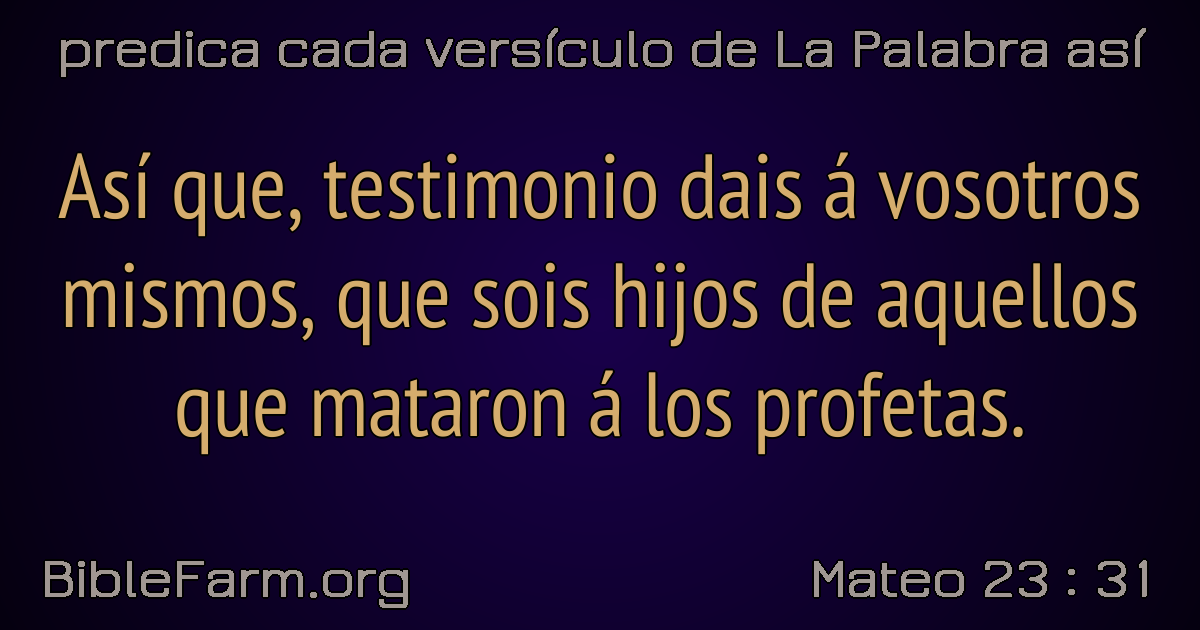 predica cada versículo de La Palabra así
Así que, testimonio dais á vosotros
mismos, que sois hijos de aquellos
que mataron á los profetas.
BibleFarm.org
Mateo 23 : 31